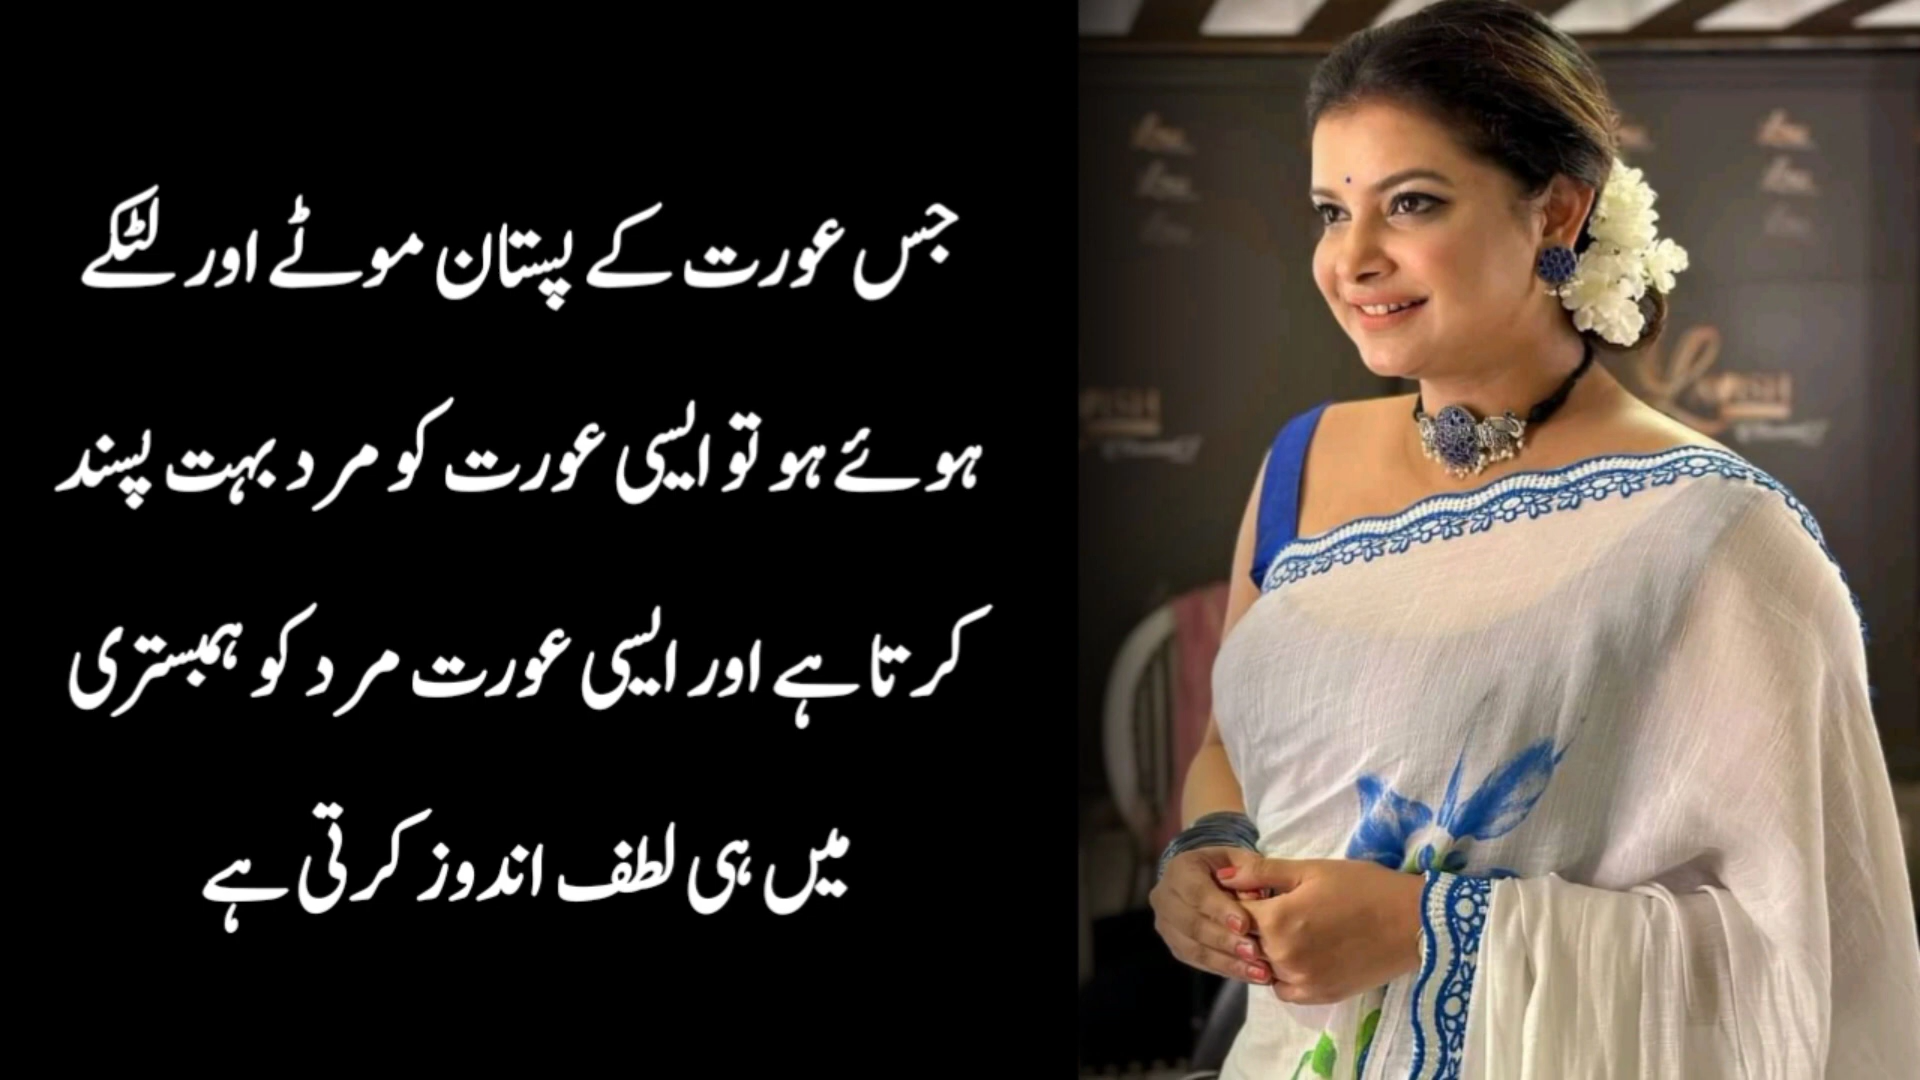 جس عورت کے پستان موٹے اور لٹکے
ہوئے ہو تو ایسی عورت کو مرد بہت پسند
کرتا ہے اور ایسی عورت مرد کو ہمبستری
میں ہی لطف اندوز کرتی ہے